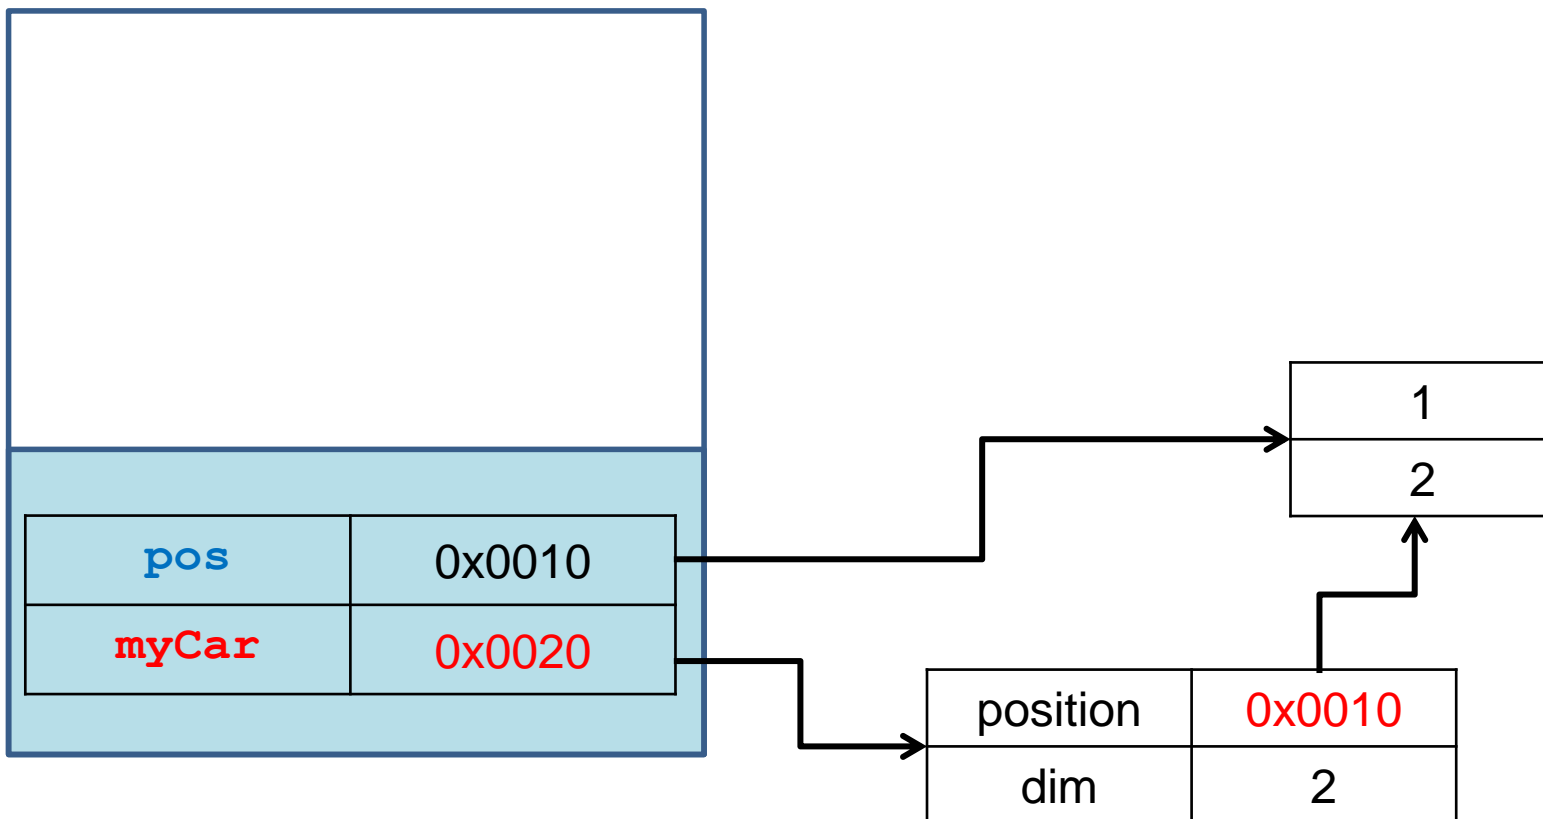 1
2
pos 0x0010
myCar 0x0020
position 0x0010
dim 2